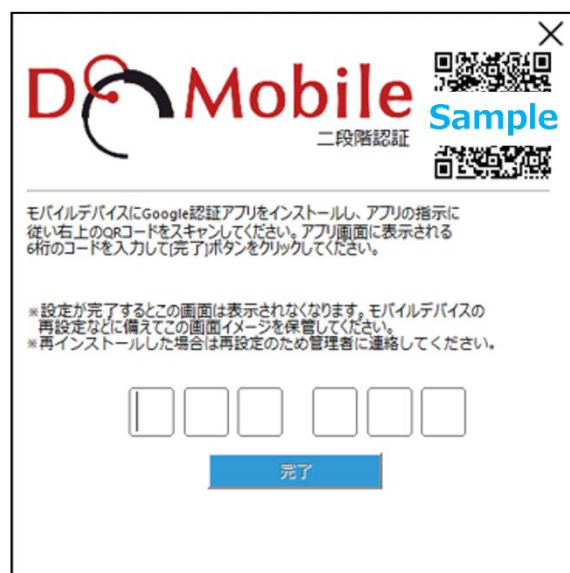 DoMobile
Sample
二段階認証
モバイルデバイスにGoogle認証アプリをインストールし、アプリの指示に
従い右上のQRコードをスキャンしてください。アプリ画面に表示される
6桁のコードを入力して[完了]ボタンをクリックしてください。
※設定が完了するとこの画面は表示されなくなります。モバイルデバイスの
再設定などに備えてこの画面イメージを保管してください。
※再インストールした場合は再設定のため管理者に連絡してください。
完了